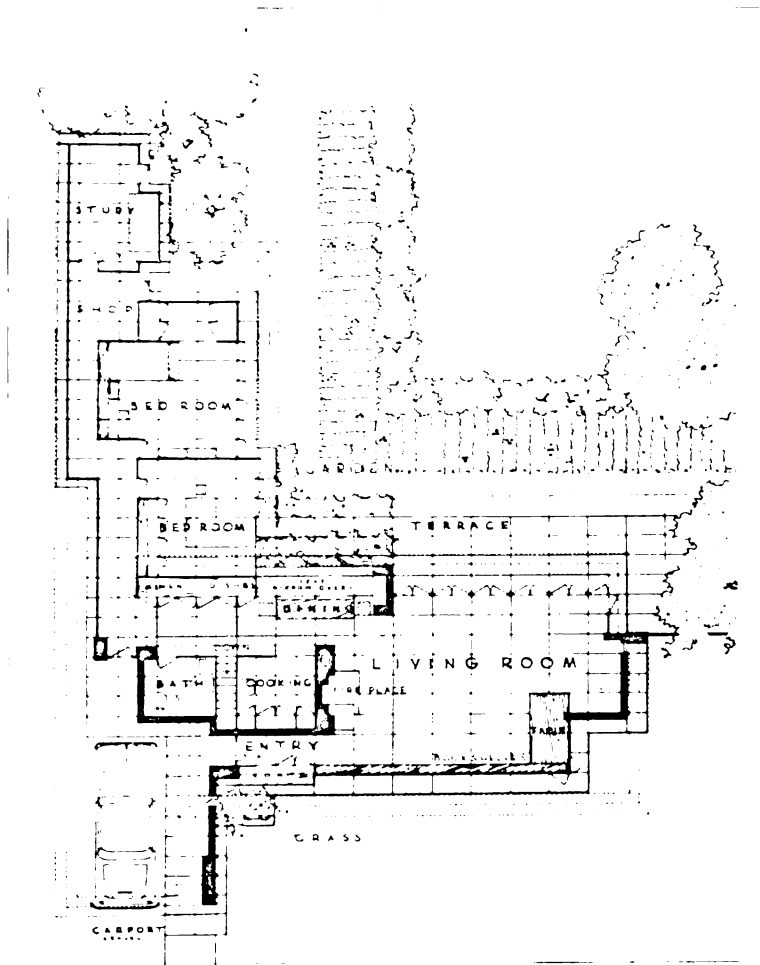 STUDY
SHOP
BED ROOM
GARDEN
BED ROOM
TERRACE
DINING
LIVING ROOM
BATH
COOKING
FIRE PLACE
TABLE
ENTRY
GRASS
CARPORT